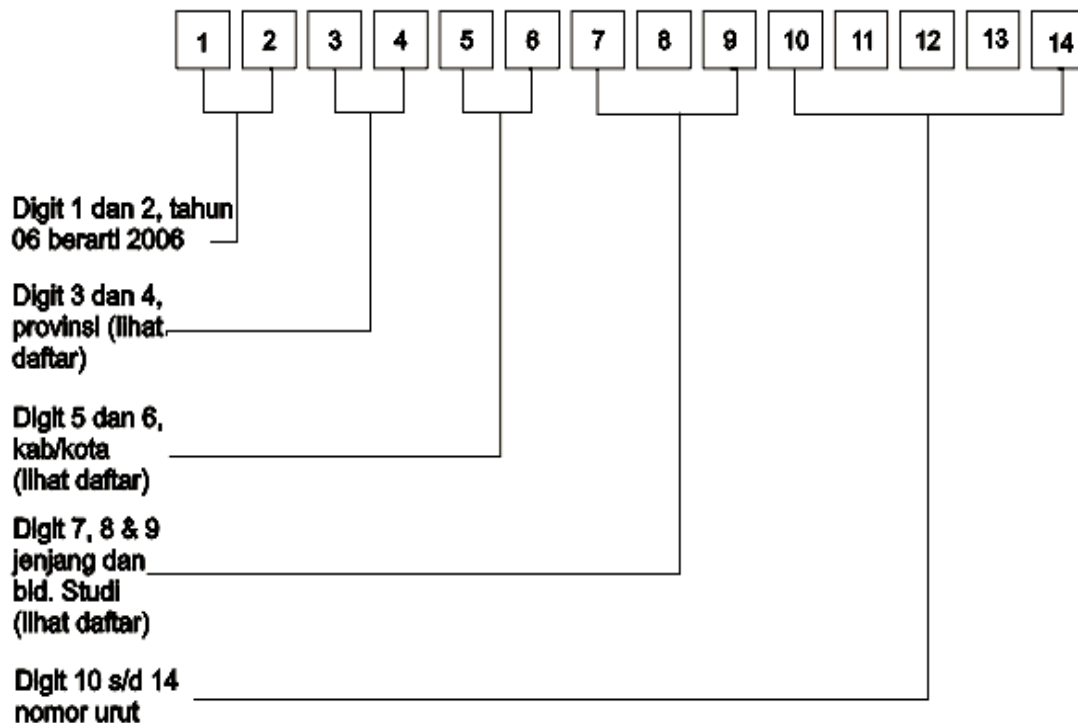 1 2 3 4 5 6 7 8 9 10 11 12 13 14
Digit 1 dan 2, tahun
06 berarti 2006
Digit 3 dan 4,
provinsi (lihat
daftar)
Digit 5 dan 6,
kab/kota
(lihat daftar)
Digit 7, 8 & 9
jenjang dan
bid. Studi
(lihat daftar)
Digit 10 s/d 14
nomor urut